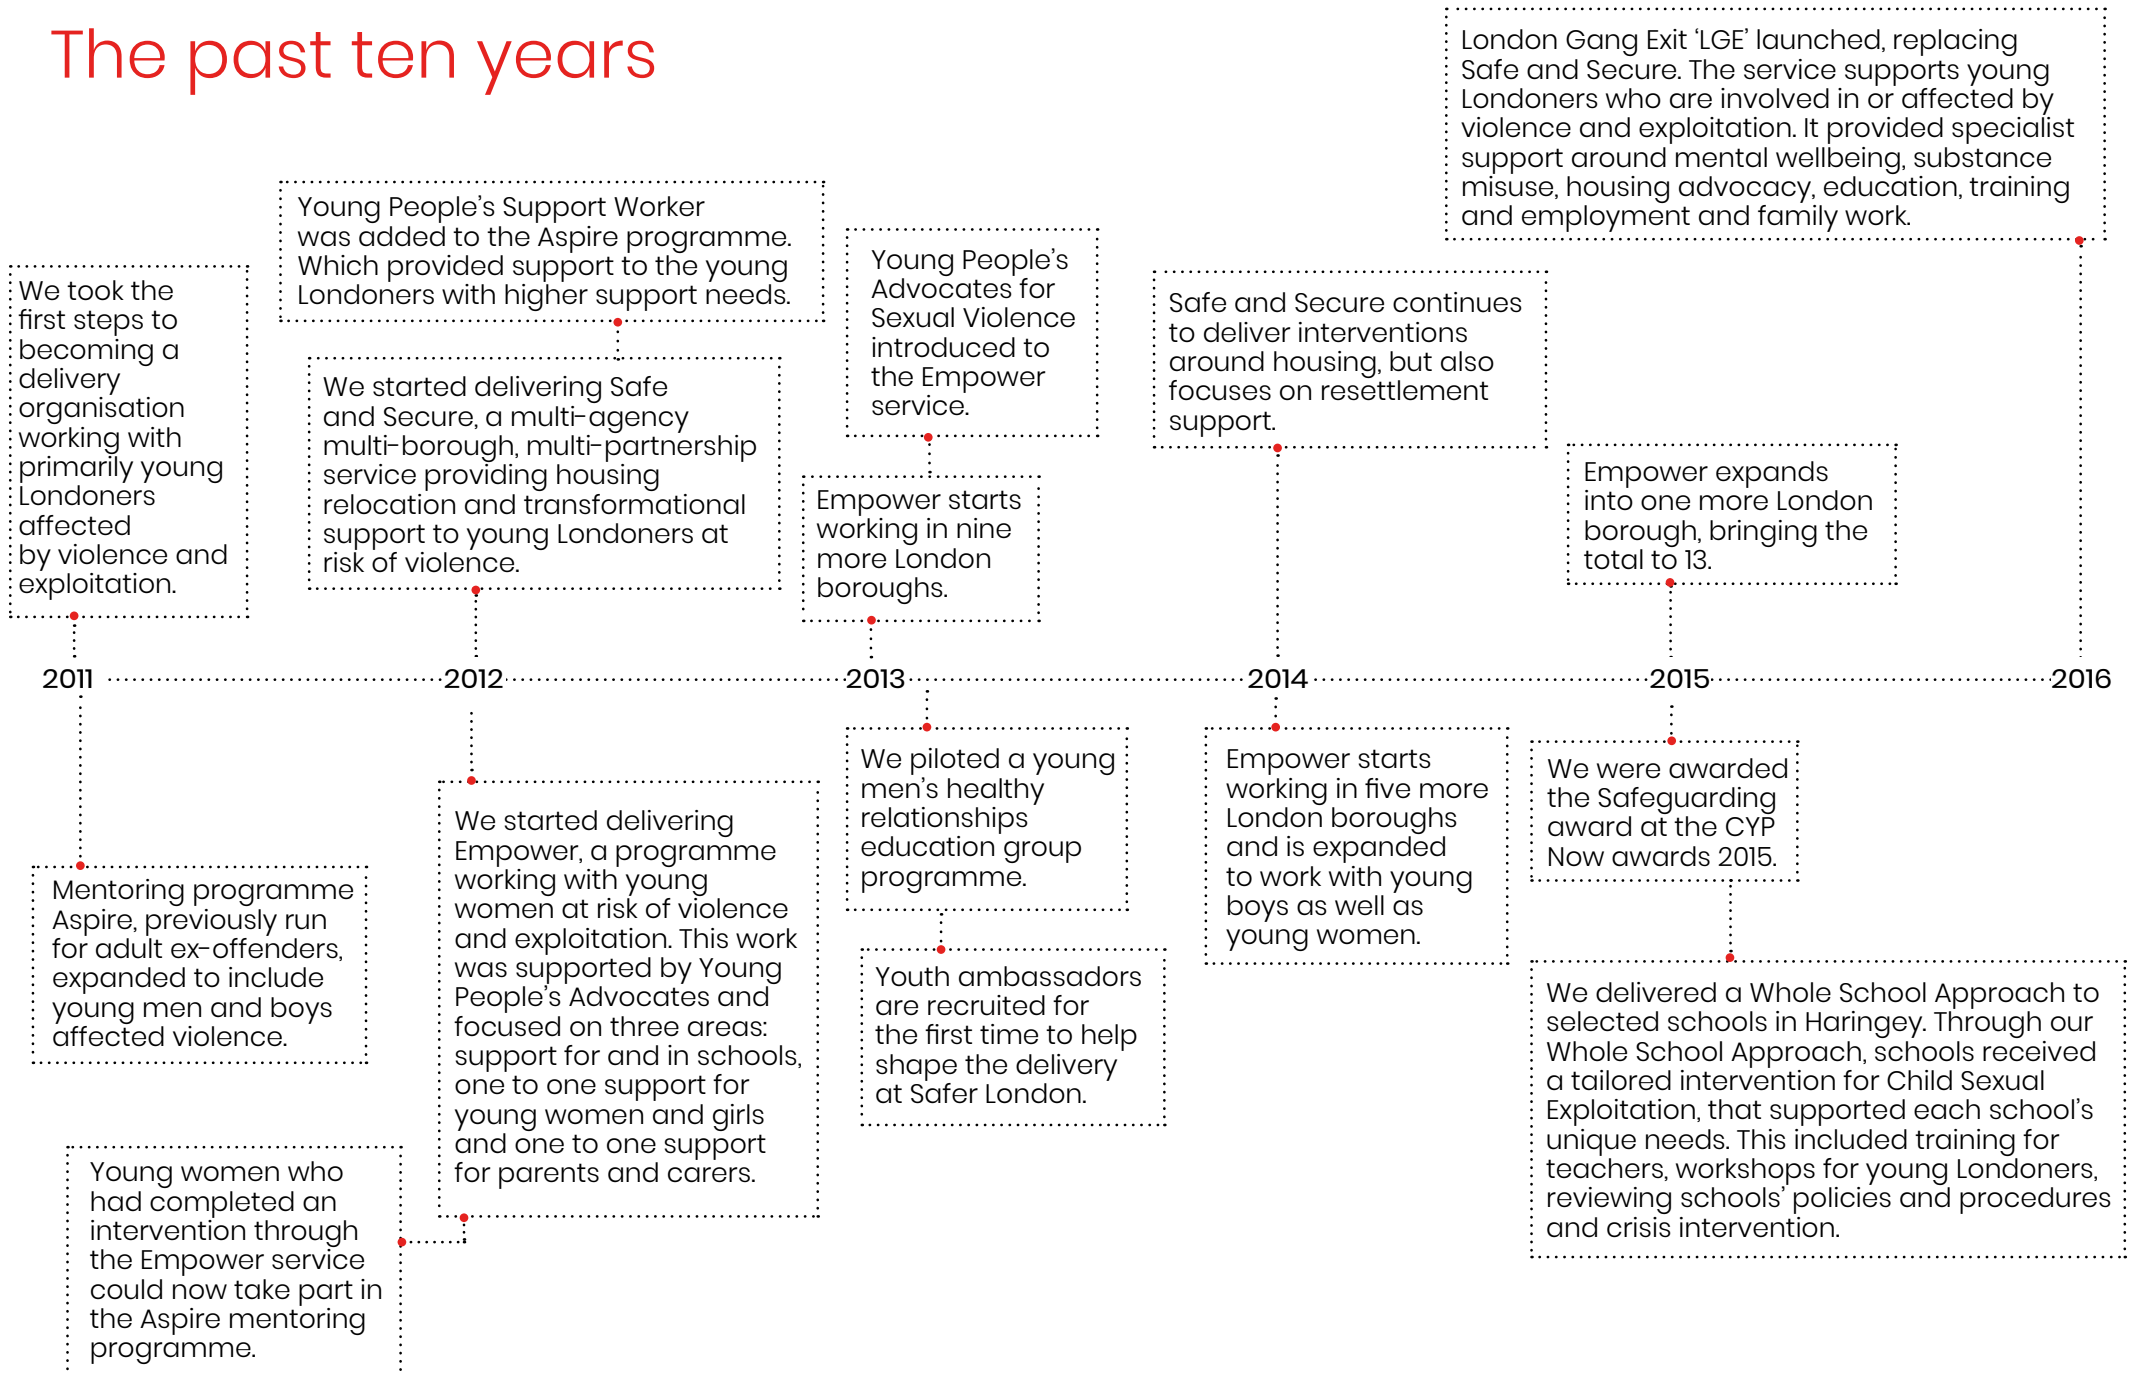 The past ten years
We took the
first steps to
becoming a
delivery
organisation
working with
primarily young
Londoners
affected
by violence and
exploitation.
Young People's Support Worker
was added to the Aspire programme.
Which provided support to the young
Londoners with higher support needs.
We started delivering Safe
and Secure, a multi-agency
multi-borough, multi-partnership
service providing housing
relocation and transformational
support to young Londoners at
risk of violence.
Young People's
Advocates for
Sexual Violence
introduced to
the Empower
service.
Empower starts
working in nine
more London
boroughs.
Safe and Secure continues
to deliver interventions
around housing, but also
focuses on resettlement
support.
London Gang Exit ‘LGE’ launched, replacing
Safe and Secure. The service supports young
Londoners who are involved in or affected by
violence and exploitation. It provided specialist
support around mental wellbeing, substance
misuse, housing advocacy, education, training
and employment and family work.
Empower expands
into one more London
borough, bringing the
total to 13.
2011
2012
2013
2014
2015
2016
Mentoring programme
Aspire, previously run
for adult ex-offenders,
expanded to include
young men and boys
affected violence.
Young women who
had completed an
intervention through
the Empower service
could now take part in
the Aspire mentoring
programme.
We started delivering
Empower, a programme
working with young
women at risk of violence
and exploitation. This work
was supported by Young
People's Advocates and
focused on three areas:
support for and in schools,
one to one support for
young women and girls
and one to one support
for parents and carers.
We piloted a young
men's healthy
relationships
education group
programme.
Youth ambassadors
are recruited for
the first time to help
shape the delivery
at Safer London.
Empower starts
working in five more
London boroughs
and is expanded
to work with young
boys as well as
young women.
We were awarded
the Safeguarding
award at the CYP
Now awards 2015.
We delivered a Whole School Approach to
selected schools in Haringey. Through our
Whole School Approach, schools received
a tailored intervention for Child Sexual
Exploitation, that supported each school's
unique needs. This included training for
teachers, workshops for young Londoners,
reviewing schools' policies and procedures
and crisis intervention.